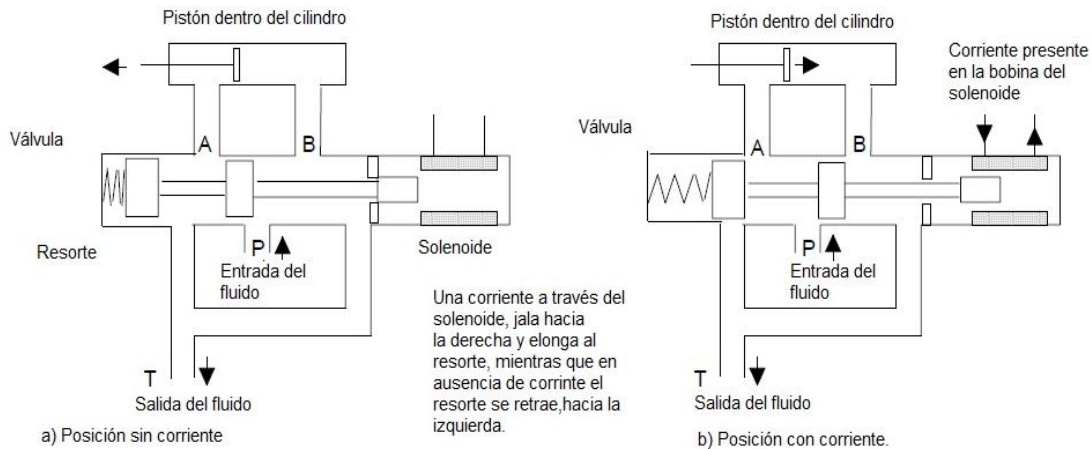 Pistón dentro del cilindro
Válvula
A
B
Resorte
P
Entrada del
fluido
Solenoide
T
Salida del fluido
a) Posición sin corriente
Una corriente a través del
solenoide, jala hacia
la derecha y elonga al
resorte, mientras que en
ausencia de corrinte el
resorte se retrae,hacia la
izquierda.
Pistón dentro del cilindro
Corriente presente
en la bobina del
solenoide
Válvula
A
B
P
Entrada del
fluido
T
Salida del fluido
b) Posición con corriente.